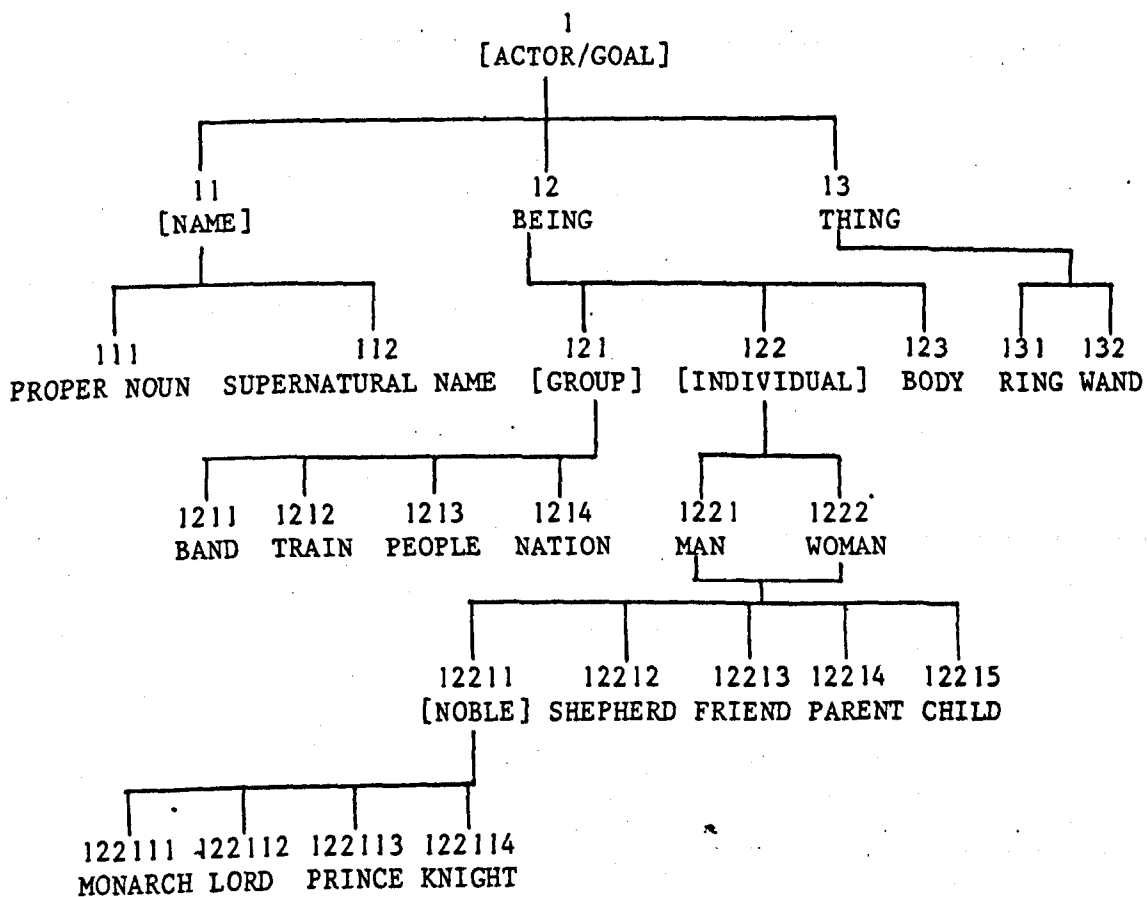 1
[ACTOR/GOAL]
11 12 13
[NAME] BEING THING
111 112 121 122 123 131 132
PROPER NOUN SUPERNATURAL NAME [GROUP] [INDIVIDUAL] BODY RING WAND
1211 1212 1213 1214 1221 1222
BAND TRAIN PEOPLE NATION MAN WOMAN
12211 12212 12213 12214 12215
[NOBLE] SHEPHERD FRIEND PARENT CHILD
122111 122112 122113 122114
MONARCH LORD PRINCE KNIGHT